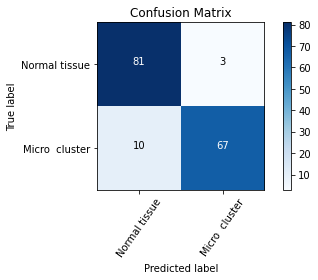 Confusion Matrix
True label
Normal tissue
81
3
Micro  cluster
10
67
Normal tissue
Micro  cluster
Predicted label
80
70
60
50
40
30
20
10